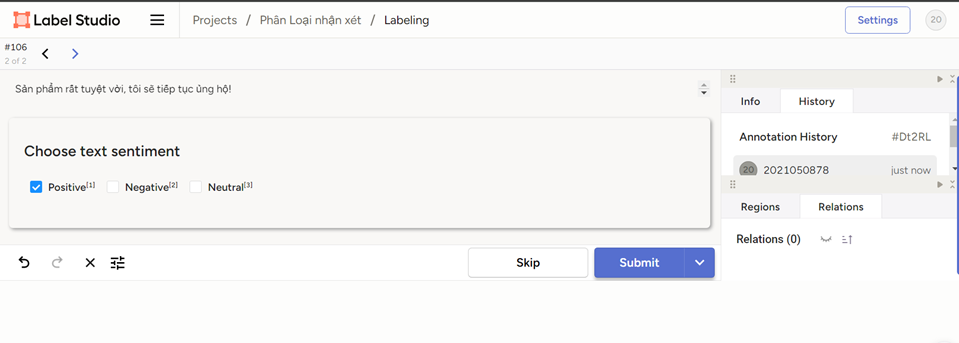 Label Studio
Projects / Phân Loại nhận xét / Labeling
Settings
20
#106
2 of 2
Sản phẩm rất tuyệt vời, tôi sẽ tiếp tục ủng hộ!
Choose text sentiment
Positive[1] Negative[2] Neutral[3]
Skip
Submit
Info History
Annotation History #Dt2RL
20 2021050878 just now
Regions Relations
Relations (0)